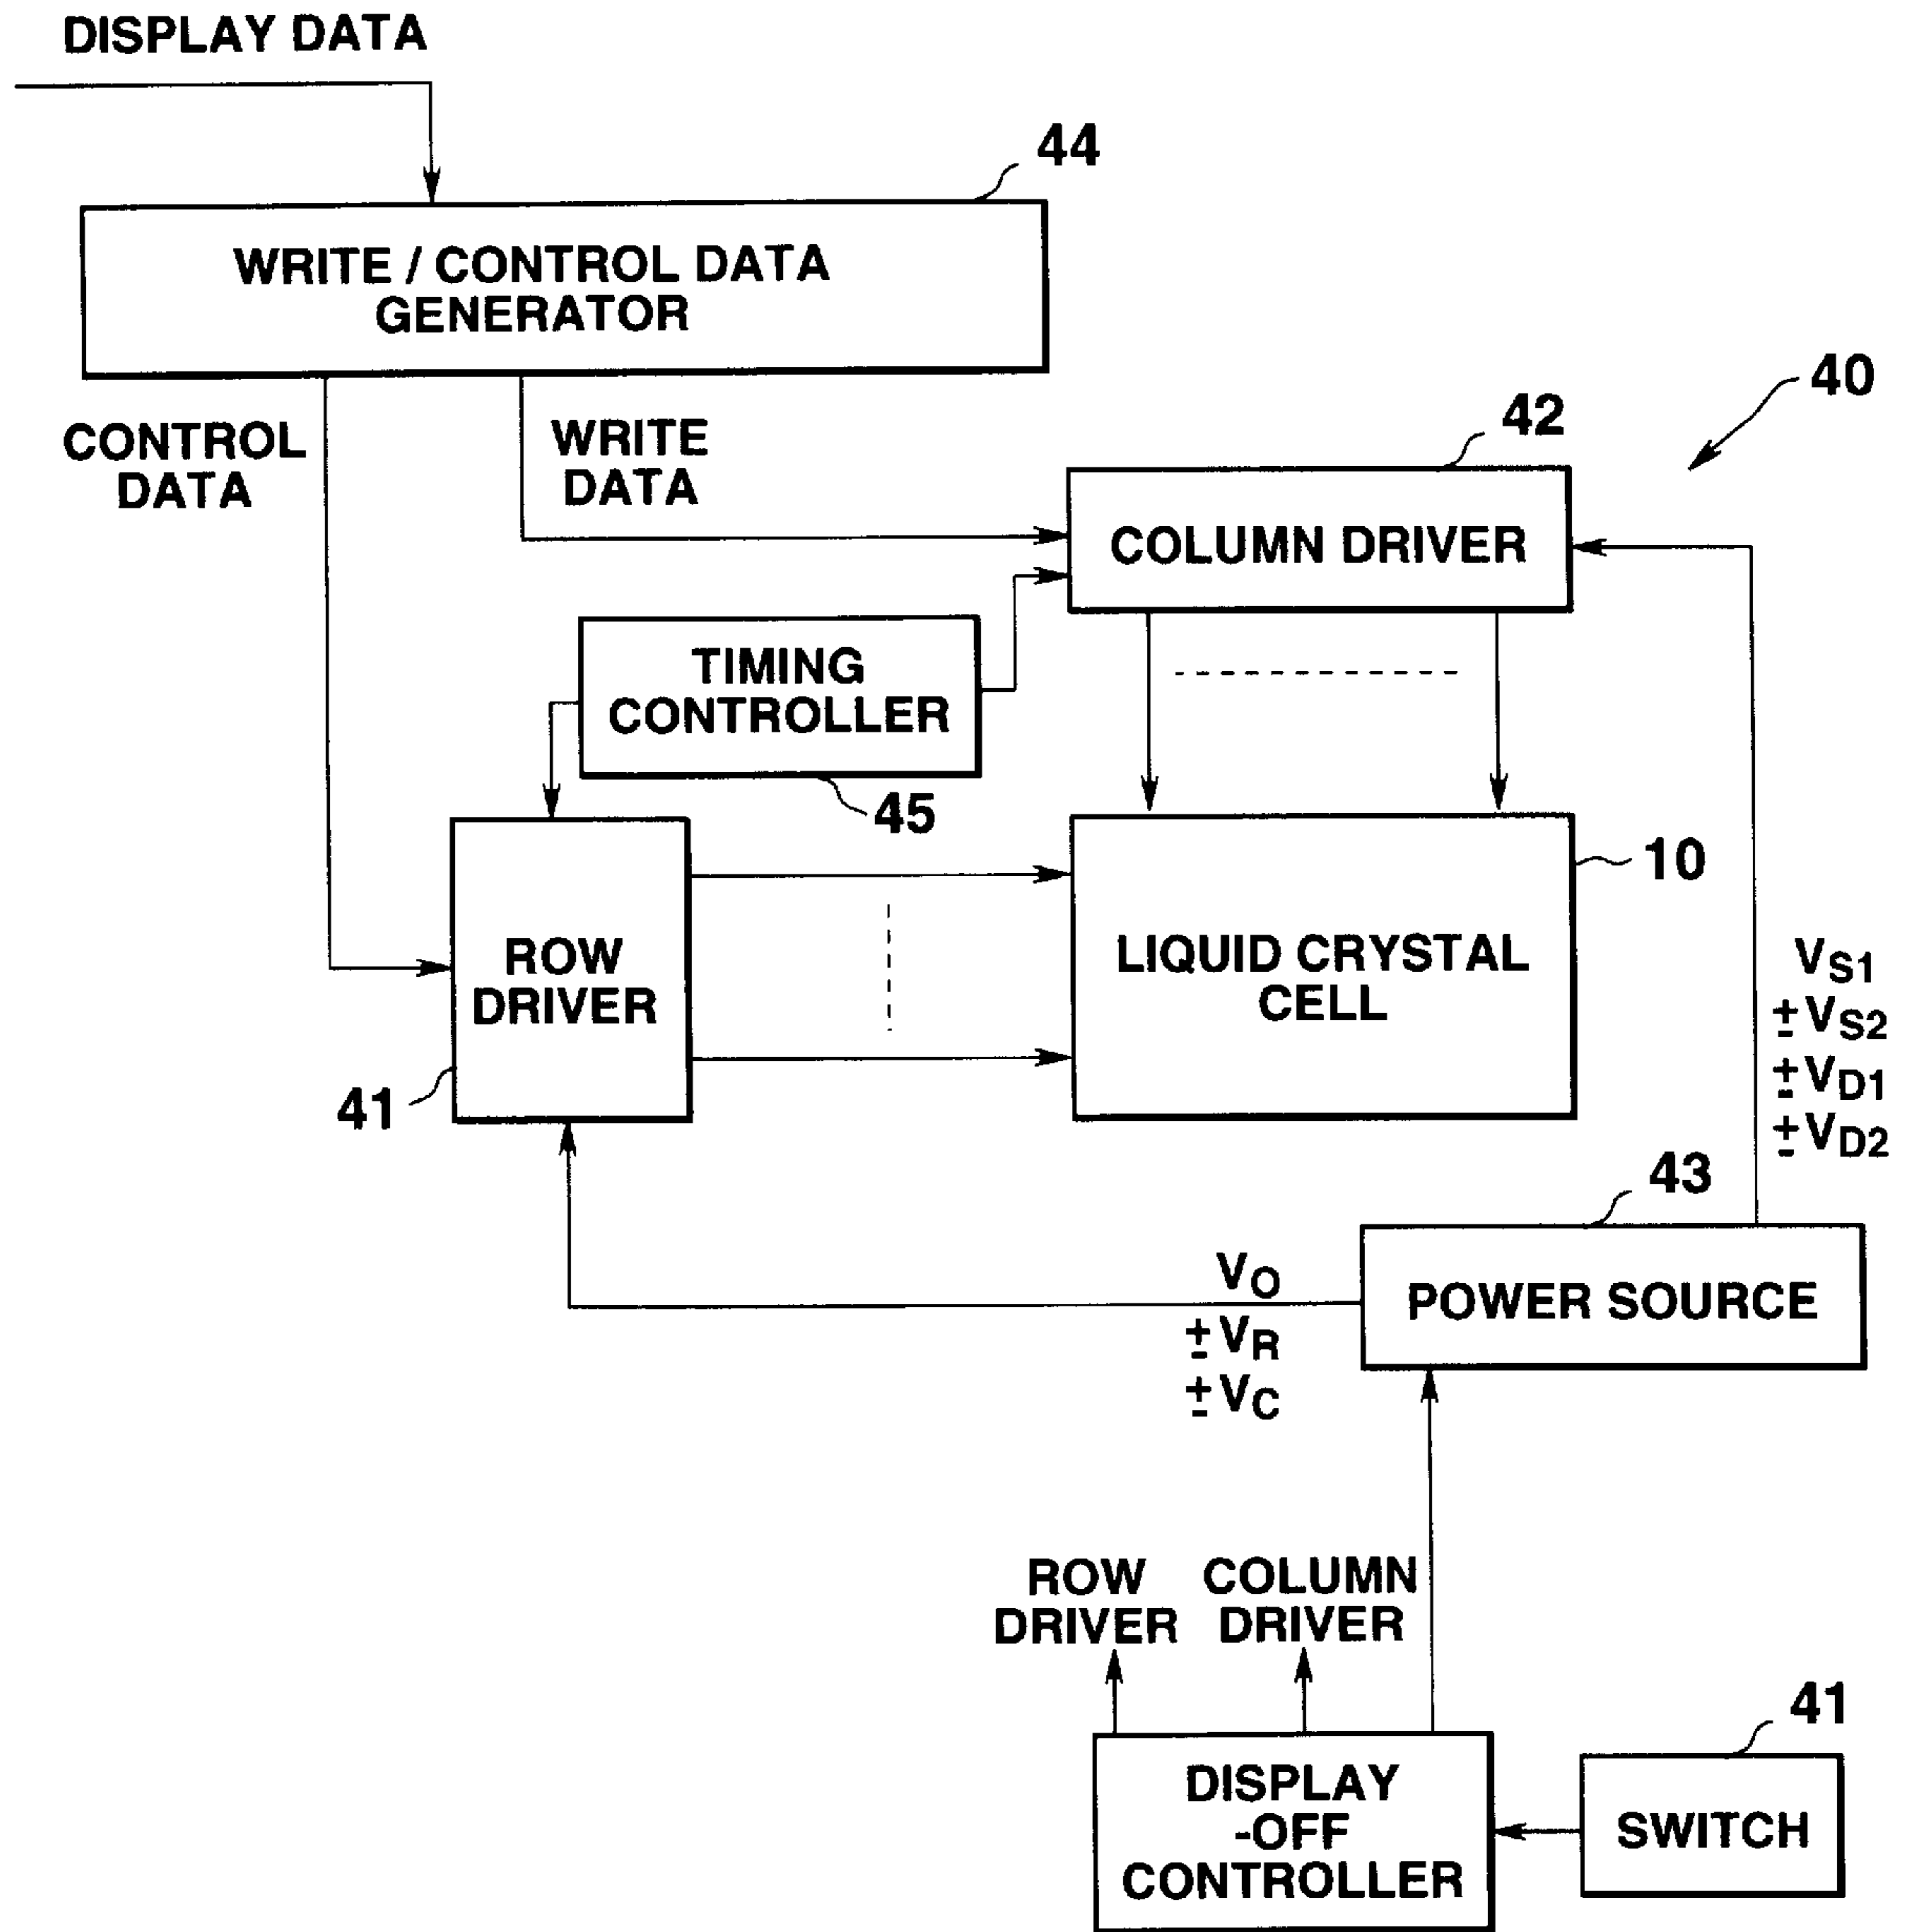 DISPLAY DATA
44
WRITE / CONTROL DATA
GENERATOR
40
CONTROL
DATA
WRITE
DATA
42
COLUMN DRIVER
TIMING
CONTROLLER
45
10
ROW
DRIVER
LIQUID CRYSTAL
CELL
41
VS1
±VS2
±VD1
±VD2
43
VO
±VR
±VC
POWER SOURCE
ROW
DRIVER
COLUMN
DRIVER
41
DISPLAY
-OFF
CONTROLLER
SWITCH